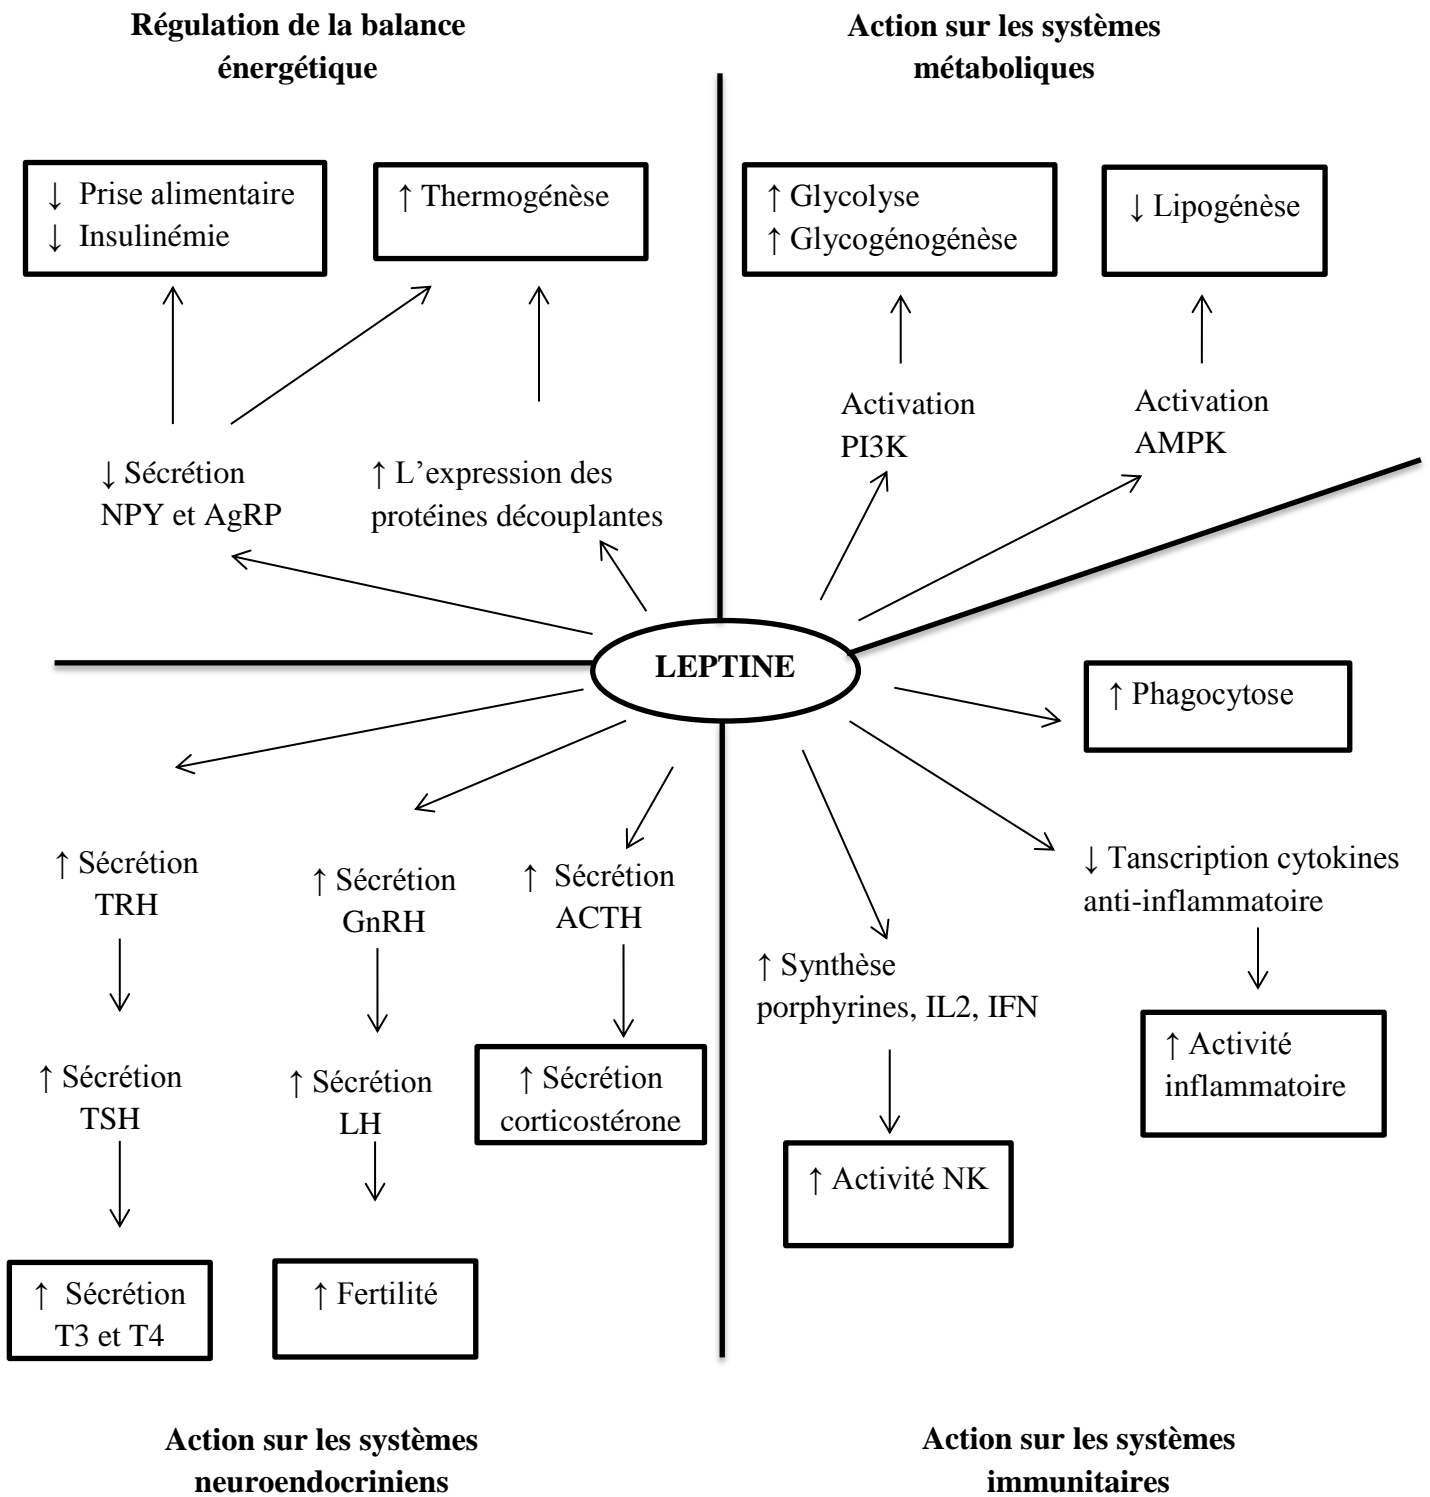 Régulation de la balance
énergétique
Action sur les systèmes
métaboliques
↓ Prise alimentaire
↓ Insulinémie
↑ Thermogénèse
↑ Glycolyse
↑ Glycogénogénèse
↓ Lipogénèse
↓ Sécrétion
NPY et AgRP
↑ L’expression des
protéines découplantes
Activation
PI3K
Activation
AMPK
LEPTINE
↑ Sécrétion
TRH
↑ Sécrétion
TSH
↑ Sécrétion
T3 et T4
↑ Sécrétion
GnRH
↑ Sécrétion
LH
↑ Fertilité
↑ Sécrétion
ACTH
↑ Sécrétion
corticostérone
↑ Synthèse
porphyrines, IL2, IFN
↑ Activité NK
↑ Phagocytose
↓ Tanscription cytokines
anti-inflammatoire
↑ Activité
inflammatoire
Action sur les systèmes
neuroendocriniens
Action sur les systèmes
immunitaires